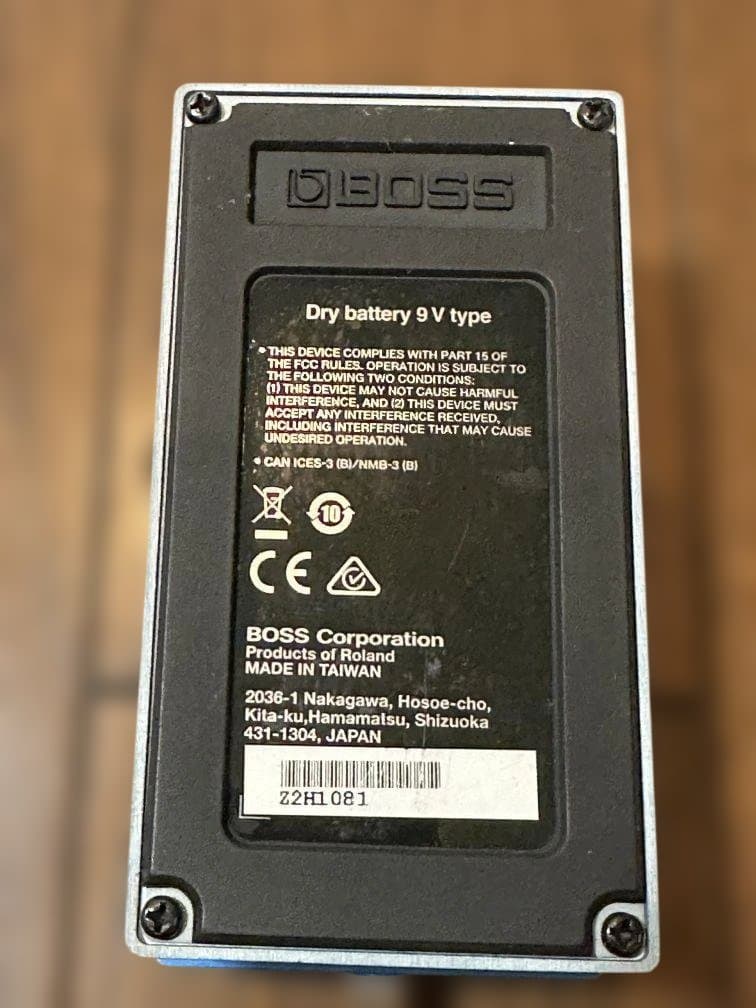 BOSS
Dry battery 9 V type
• THIS DEVICE COMPLIES WITH PART 15 OF
THE FCC RULES. OPERATION IS SUBJECT TO
THE FOLLOWING TWO CONDITIONS:
(1) THIS DEVICE MAY NOT CAUSE HARMFUL
INTERFERENCE, AND (2) THIS DEVICE MUST
ACCEPT ANY INTERFERENCE RECEIVED,
INCLUDING INTERFERENCE THAT MAY CAUSE
UNDESIRED OPERATION.
• CAN ICES-3 (B)/NMB-3 (B)
10
CE
BOSS Corporation
Products of Roland
MADE IN TAIWAN
2036-1 Nakagawa, Hosoe-cho,
Kita-ku,Hamamatsu, Shizuoka
431-1304, JAPAN
Z2H1081